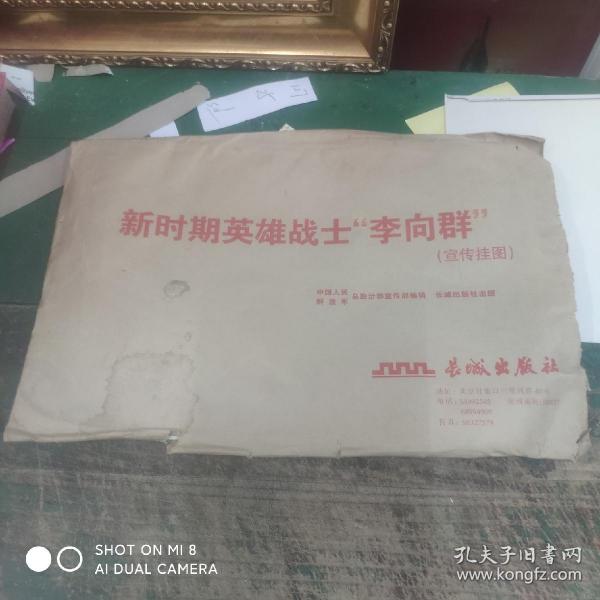 新时期英雄战士“李向群”
(宣传挂图)
中国人民解放军 总政治部宣传部编辑 长城出版社出版
长城出版社
SHOT ON MI 8
AI DUAL CAMERA
孔夫子旧书网
www.kongfz.com